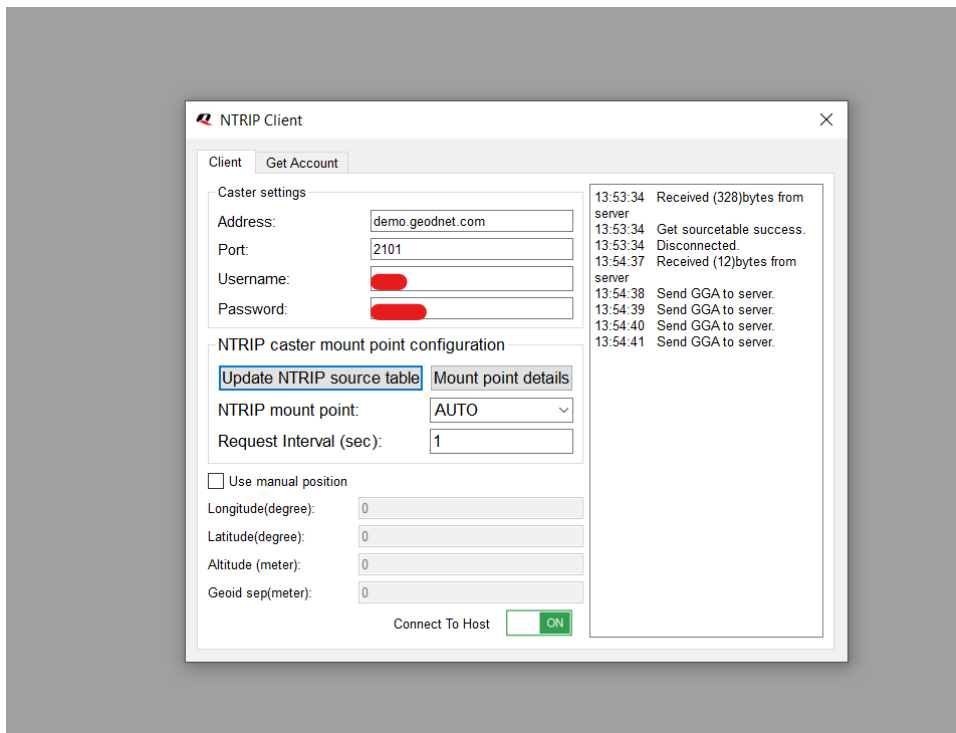 NTRIP Client
Client
Get Account
Caster settings
Address:
demo.geodnet.com
Port:
2101
Username:
Password:
NTRIP caster mount point configuration
Update NTRIP source table
Mount point details
NTRIP mount point:
AUTO
Request Interval (sec):
1
Use manual position
Longitude(degree):
0
Latitude(degree):
0
Altitude (meter):
0
Geoid sep(meter):
0
Connect To Host
ON
13:53:34 Received (328)bytes from
server
13:53:34 Get sourcetable success.
13:53:34 Disconnected.
13:54:37 Received (12)bytes from
server
13:54:38 Send GGA to server.
13:54:39 Send GGA to server.
13:54:40 Send GGA to server.
13:54:41 Send GGA to server.